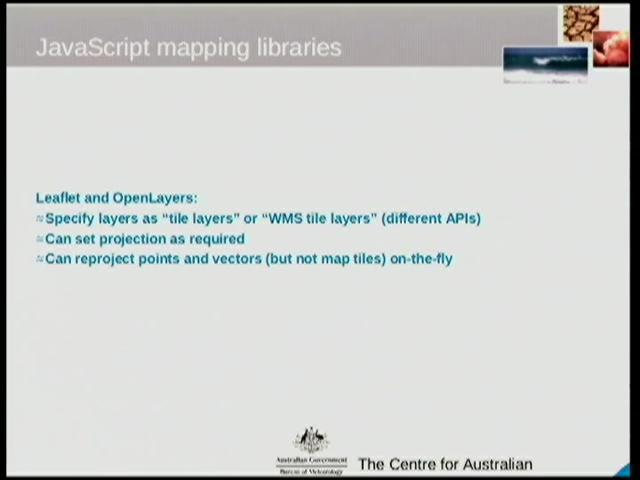 JavaScript mapping libraries
Leaflet and OpenLayers:
≈Specify layers as “tile layers” or “WMS tile layers” (different APIs)
≈Can set projection as required
≈Can reproject points and vectors (but not map tiles) on-the-fly
Australian Government
Bureau of Meteorology
The Centre for Australian